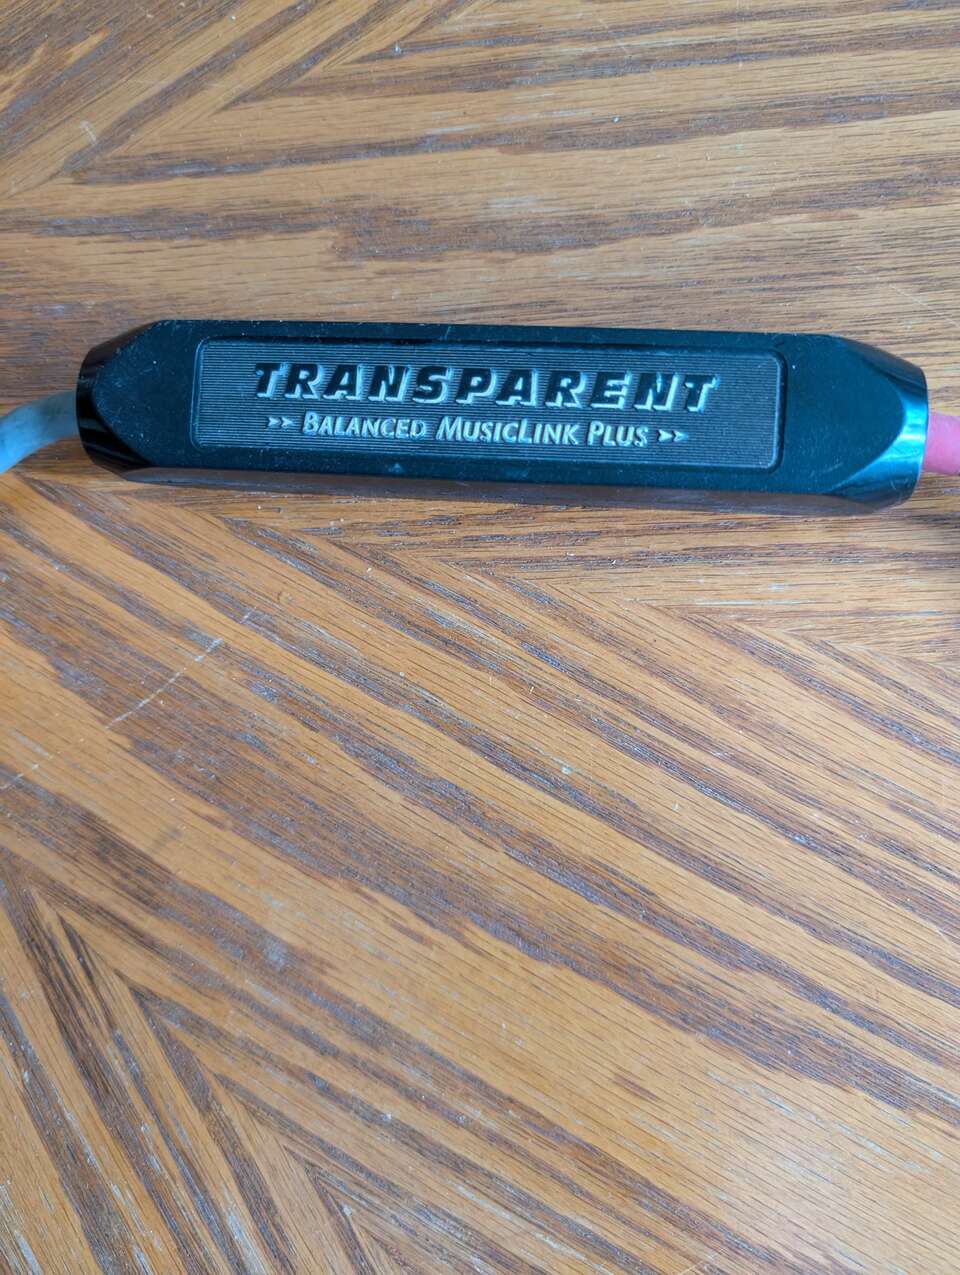 TRANSPARENT
>> BALANCED MUSICLINK PLUS >>